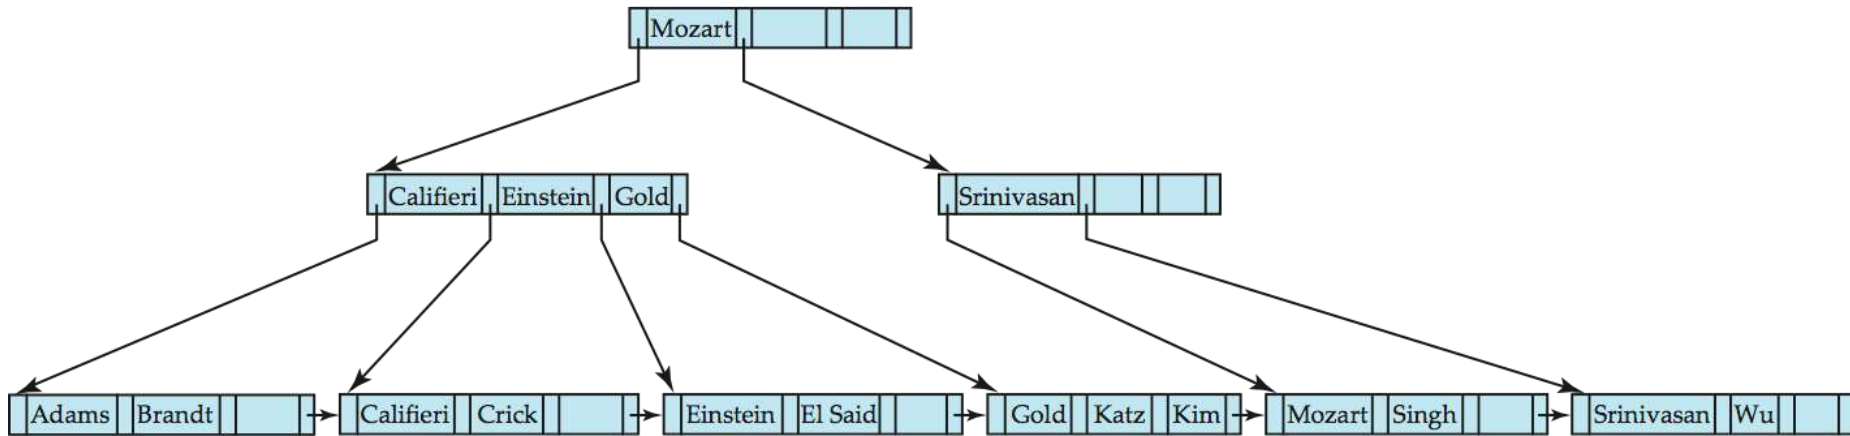 Mozart
Califieri Einstein Gold Srinivasan
Adams Brandt Califieri Crick Einstein El Said Gold Katz Kim Mozart Singh Srinivasan Wu